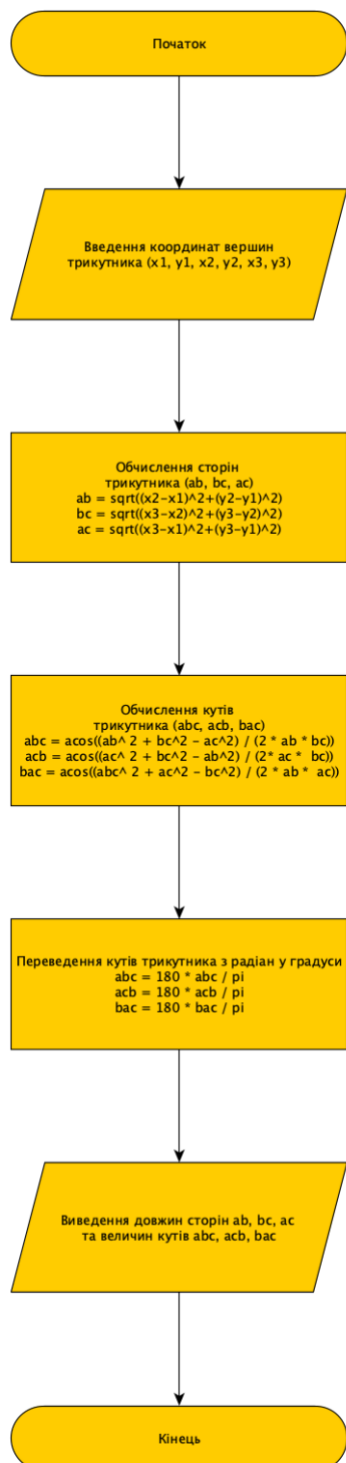 Початок
Введення координат вершин
трикутника (x1, y1, x2, y2, x3, y3)
Обчислення сторін
трикутника (ab, bc, ac)
ab = sqrt((x2-x1)^2+(y2-y1)^2)
bc = sqrt((x3-x2)^2+(y3-y2)^2)
ac = sqrt((x3-x1)^2+(y3-y1)^2)
Обчислення кутів
трикутника (abc, acb, bac)
abc = acos((ab^ 2 + bc^2 - ac^2) / (2 * ab * bc))
acb = acos((ac^ 2 + bc^2 - ab^2) / (2* ac * bc))
bac = acos((abc^ 2 + ac^2 - bc^2) / (2 * ab * ac))
Переведення кутів трикутника з радіан у градуси
abc = 180 * abc / pi
acb = 180 * acb / pi
bac = 180 * bac / pi
Виведення довжин сторін ab, bc, ac
та величин кутів abc, acb, bac
Кінець